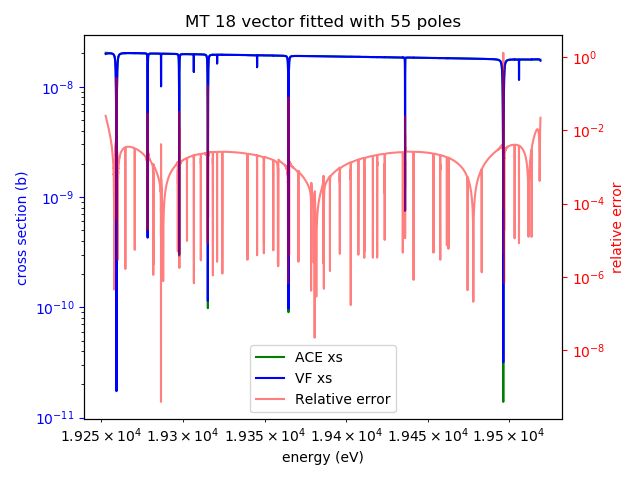 MT 18 vector fitted with 55 poles
10⁻⁸
10⁻⁹
10⁻¹⁰
10⁻¹¹
cross section (b)
10⁰
10⁻²
10⁻⁴
10⁻⁶
10⁻⁸
relative error
ACE xs
VF xs
Relative error
1.925 × 10⁴ 1.93 × 10⁴ 1.935 × 10⁴ 1.94 × 10⁴ 1.945 × 10⁴ 1.95 × 10⁴
energy (eV)